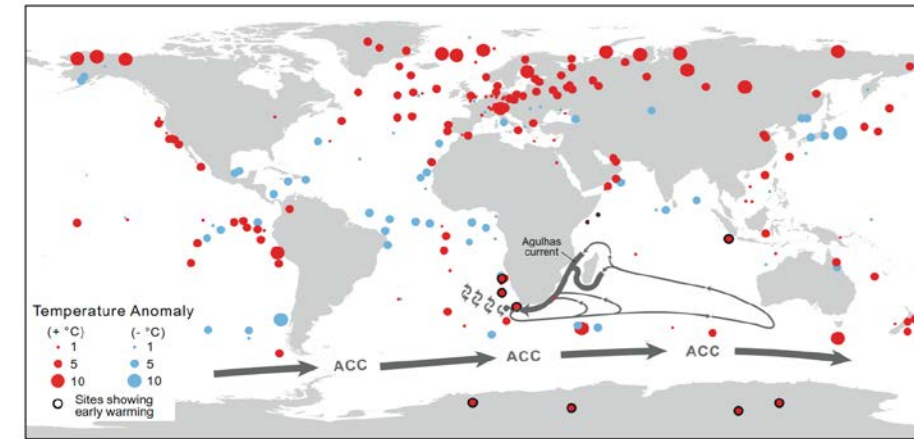 Agulhas
current
Temperature Anomaly
(+ °C) (- °C)
1 1
5 5
10 10
Sites showing
early warming
ACC ACC ACC